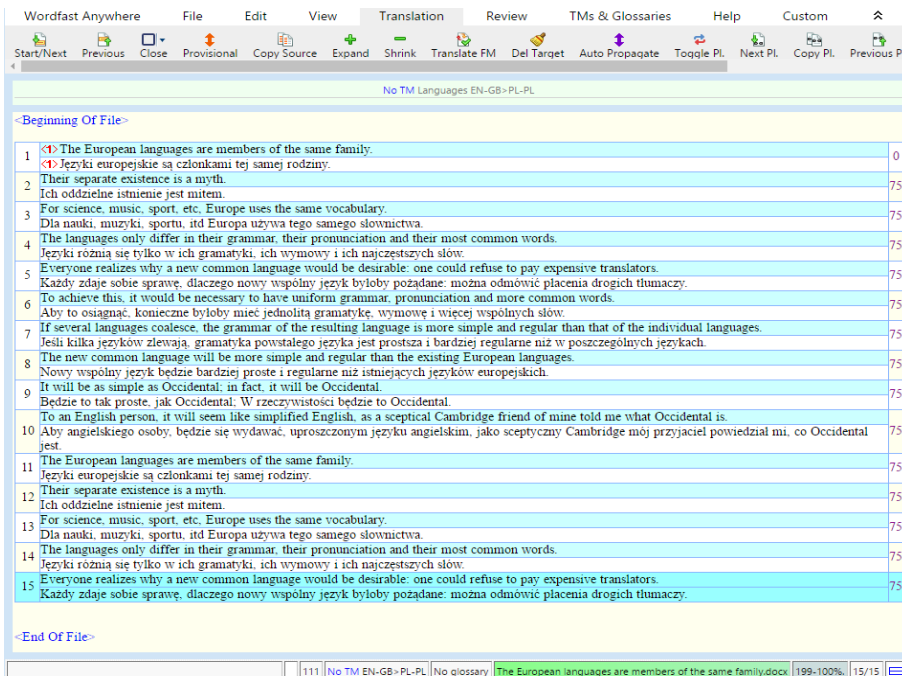 Wordfast Anywhere File Edit View Translation Review TMs & Glossaries Help Custom
Start/Next Previous Close Provisional Copy Source Expand Shrink Translate FM Del Target Auto Propagate Toggle Pl. Next Pl. Copy Pl. Previous P
No TM Languages EN-GB>PL-PL
<Beginning Of File>
1 <1> The European languages are members of the same family. 0
<1> Języki europejskie są członkami tej samej rodziny.
2 Their separate existence is a myth. 75
Ich oddzielne istnienie jest mitem.
3 For science, music, sport, etc, Europe uses the same vocabulary. 75
Dla nauki, muzyki, sportu, itd Europa używa tego samego słownictwa.
4 The languages only differ in their grammar, their pronunciation and their most common words. 75
Języki różnią się tylko w ich gramatyki, ich wymowy i ich najczęstszych słów.
5 Everyone realizes why a new common language would be desirable: one could refuse to pay expensive translators. 75
Każdy zdaje sobie sprawę, dlaczego nowy wspólny język byłoby pożądane: można odmówić płacenia drogich tłumaczy.
6 To achieve this, it would be necessary to have uniform grammar, pronunciation and more common words. 75
Aby to osiągnąć, konieczne byłoby mieć jednolitą gramatykę, wymowę i więcej wspólnych słów.
7 If several languages coalesce, the grammar of the resulting language is more simple and regular than that of the individual languages. 75
Jeśli kilka języków zlewają, gramatyka powstałego języka jest prostsza i bardziej regularne niż w poszczególnych językach.
8 The new common language will be more simple and regular than the existing European languages. 75
Nowy wspólny język będzie bardziej proste i regularne niż istniejących języków europejskich.
9 It will be as simple as Occidental; in fact, it will be Occidental. 75
Będzie to tak proste, jak Occidental; W rzeczywistości będzie to Occidental.
10 To an English person, it will seem like simplified English, as a sceptical Cambridge friend of mine told me what Occidental is. 75
Aby angielskiego osoby, będzie się wydawać, uproszczonym języku angielskim, jako sceptyczny Cambridge mój przyjaciel powiedział mi, co Occidental
jest.
11 The European languages are members of the same family. 75
Języki europejskie są członkami tej samej rodziny.
12 Their separate existence is a myth. 75
Ich oddzielne istnienie jest mitem.
13 For science, music, sport, etc, Europe uses the same vocabulary. 75
Dla nauki, muzyki, sportu, itd Europa używa tego samego słownictwa.
14 The languages only differ in their grammar, their pronunciation and their most common words. 75
Języki różnią się tylko w ich gramatyki, ich wymowy i ich najczęstszych słów.
15 Everyone realizes why a new common language would be desirable: one could refuse to pay expensive translators. 75
Każdy zdaje sobie sprawę, dlaczego nowy wspólny język byłoby pożądane: można odmówić płacenia drogich tłumaczy.
<End Of File>
111 No TM EN-GB>PL-PL No glossary The European languages are members of the same family.docx 199-100%. 15/15